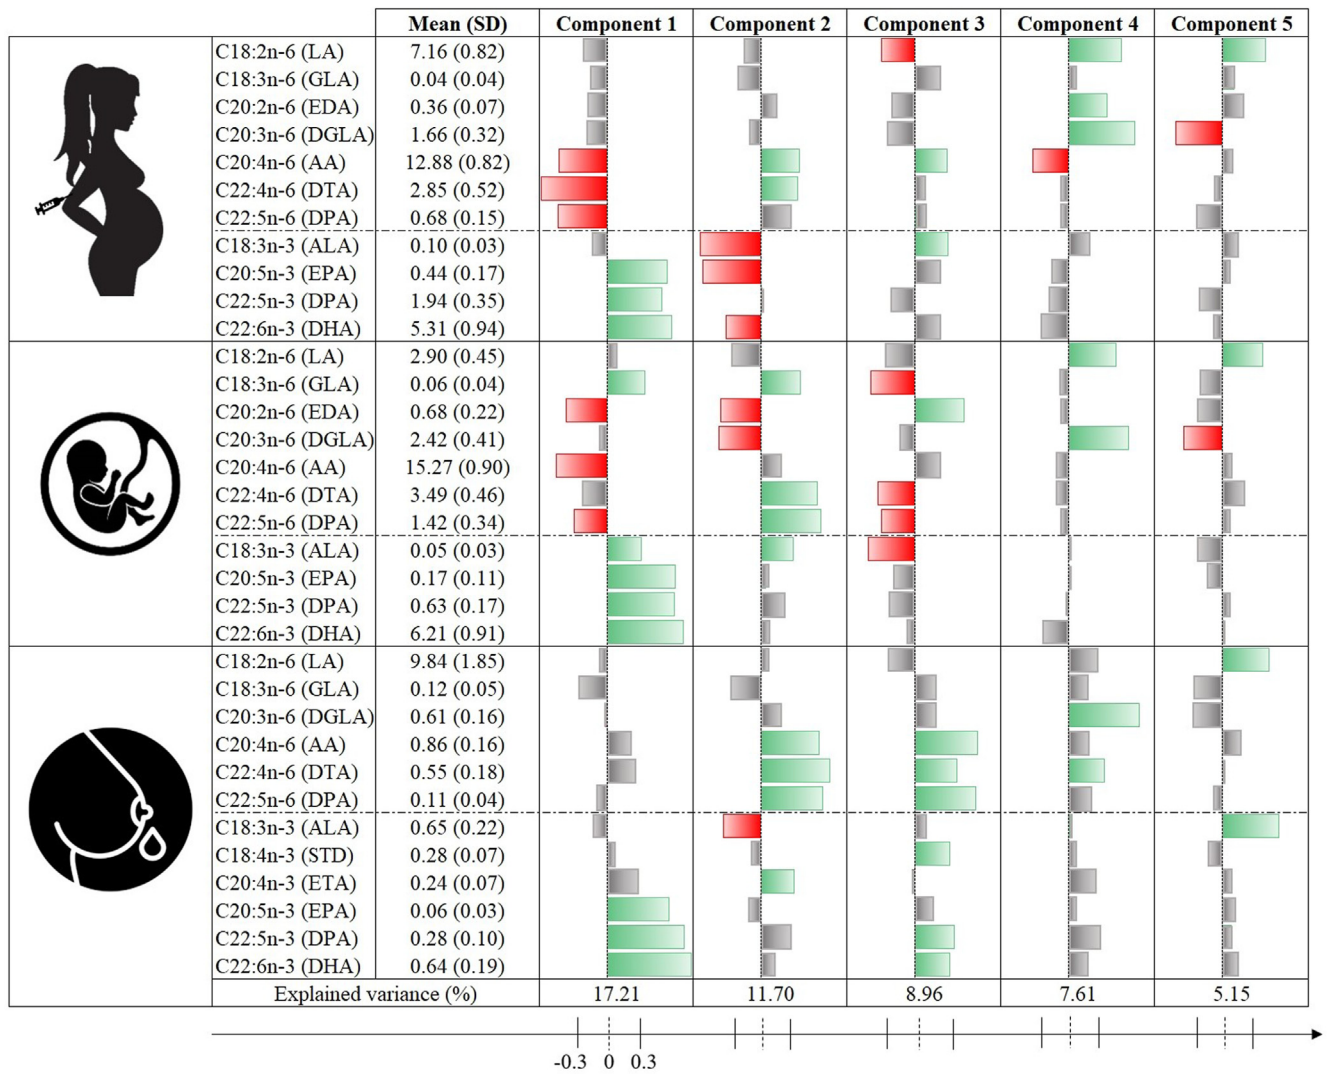 Mean (SD) Component 1 Component 2 Component 3 Component 4 Component 5
C18:2n-6 (LA) 7.16 (0.82)
C18:3n-6 (GLA) 0.04 (0.04)
C20:2n-6 (EDA) 0.36 (0.07)
C20:3n-6 (DGLA) 1.66 (0.32)
C20:4n-6 (AA) 12.88 (0.82)
C22:4n-6 (DTA) 2.85 (0.52)
C22:5n-6 (DPA) 0.68 (0.15)
C18:3n-3 (ALA) 0.10 (0.03)
C20:5n-3 (EPA) 0.44 (0.17)
C22:5n-3 (DPA) 1.94 (0.35)
C22:6n-3 (DHA) 5.31 (0.94)
C18:2n-6 (LA) 2.90 (0.45)
C18:3n-6 (GLA) 0.06 (0.04)
C20:2n-6 (EDA) 0.68 (0.22)
C20:3n-6 (DGLA) 2.42 (0.41)
C20:4n-6 (AA) 15.27 (0.90)
C22:4n-6 (DTA) 3.49 (0.46)
C22:5n-6 (DPA) 1.42 (0.34)
C18:3n-3 (ALA) 0.05 (0.03)
C20:5n-3 (EPA) 0.17 (0.11)
C22:5n-3 (DPA) 0.63 (0.17)
C22:6n-3 (DHA) 6.21 (0.91)
C18:2n-6 (LA) 9.84 (1.85)
C18:3n-6 (GLA) 0.12 (0.05)
C20:3n-6 (DGLA) 0.61 (0.16)
C20:4n-6 (AA) 0.86 (0.16)
C22:4n-6 (DTA) 0.55 (0.18)
C22:5n-6 (DPA) 0.11 (0.04)
C18:3n-3 (ALA) 0.65 (0.22)
C18:4n-3 (STD) 0.28 (0.07)
C20:4n-3 (ETA) 0.24 (0.07)
C20:5n-3 (EPA) 0.06 (0.03)
C22:5n-3 (DPA) 0.28 (0.10)
C22:6n-3 (DHA) 0.64 (0.19)
Explained variance (%) 17.21 11.70 8.96 7.61 5.15
-0.3 0 0.3